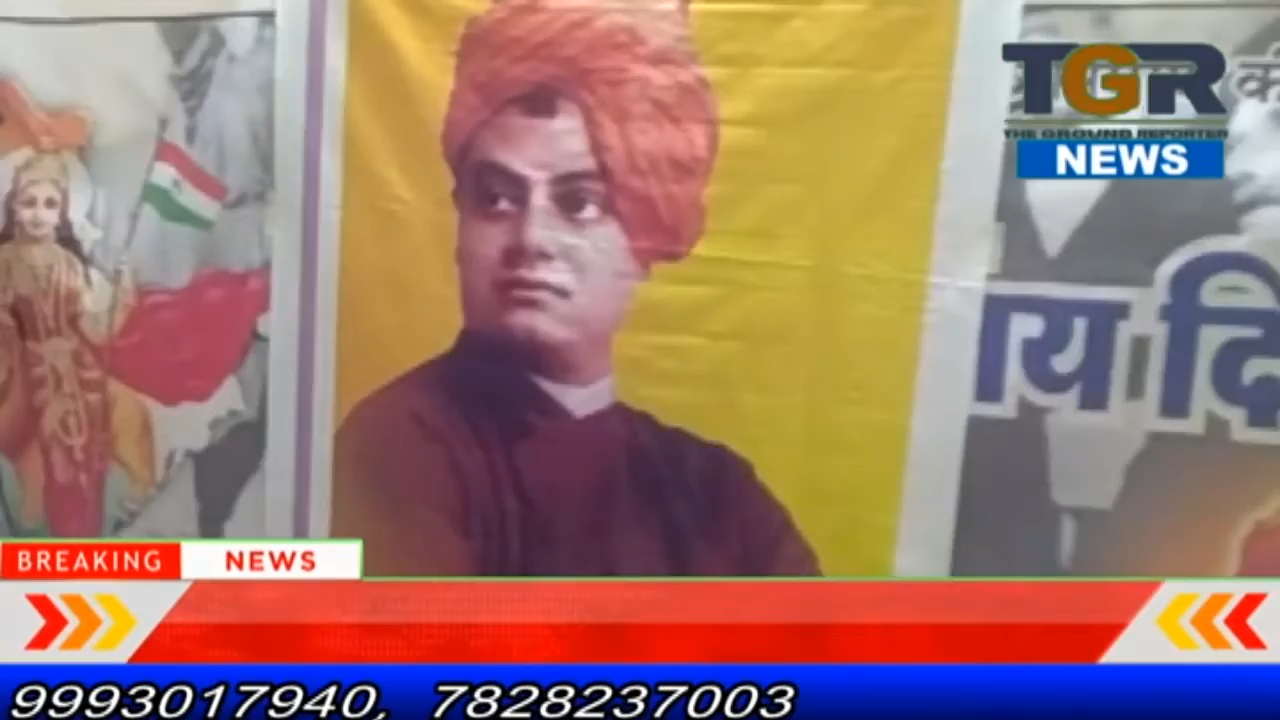 TGR
THE GROUND REPORTER
NEWS
य दि
BREAKING NEWS
9993017940, 7828237003